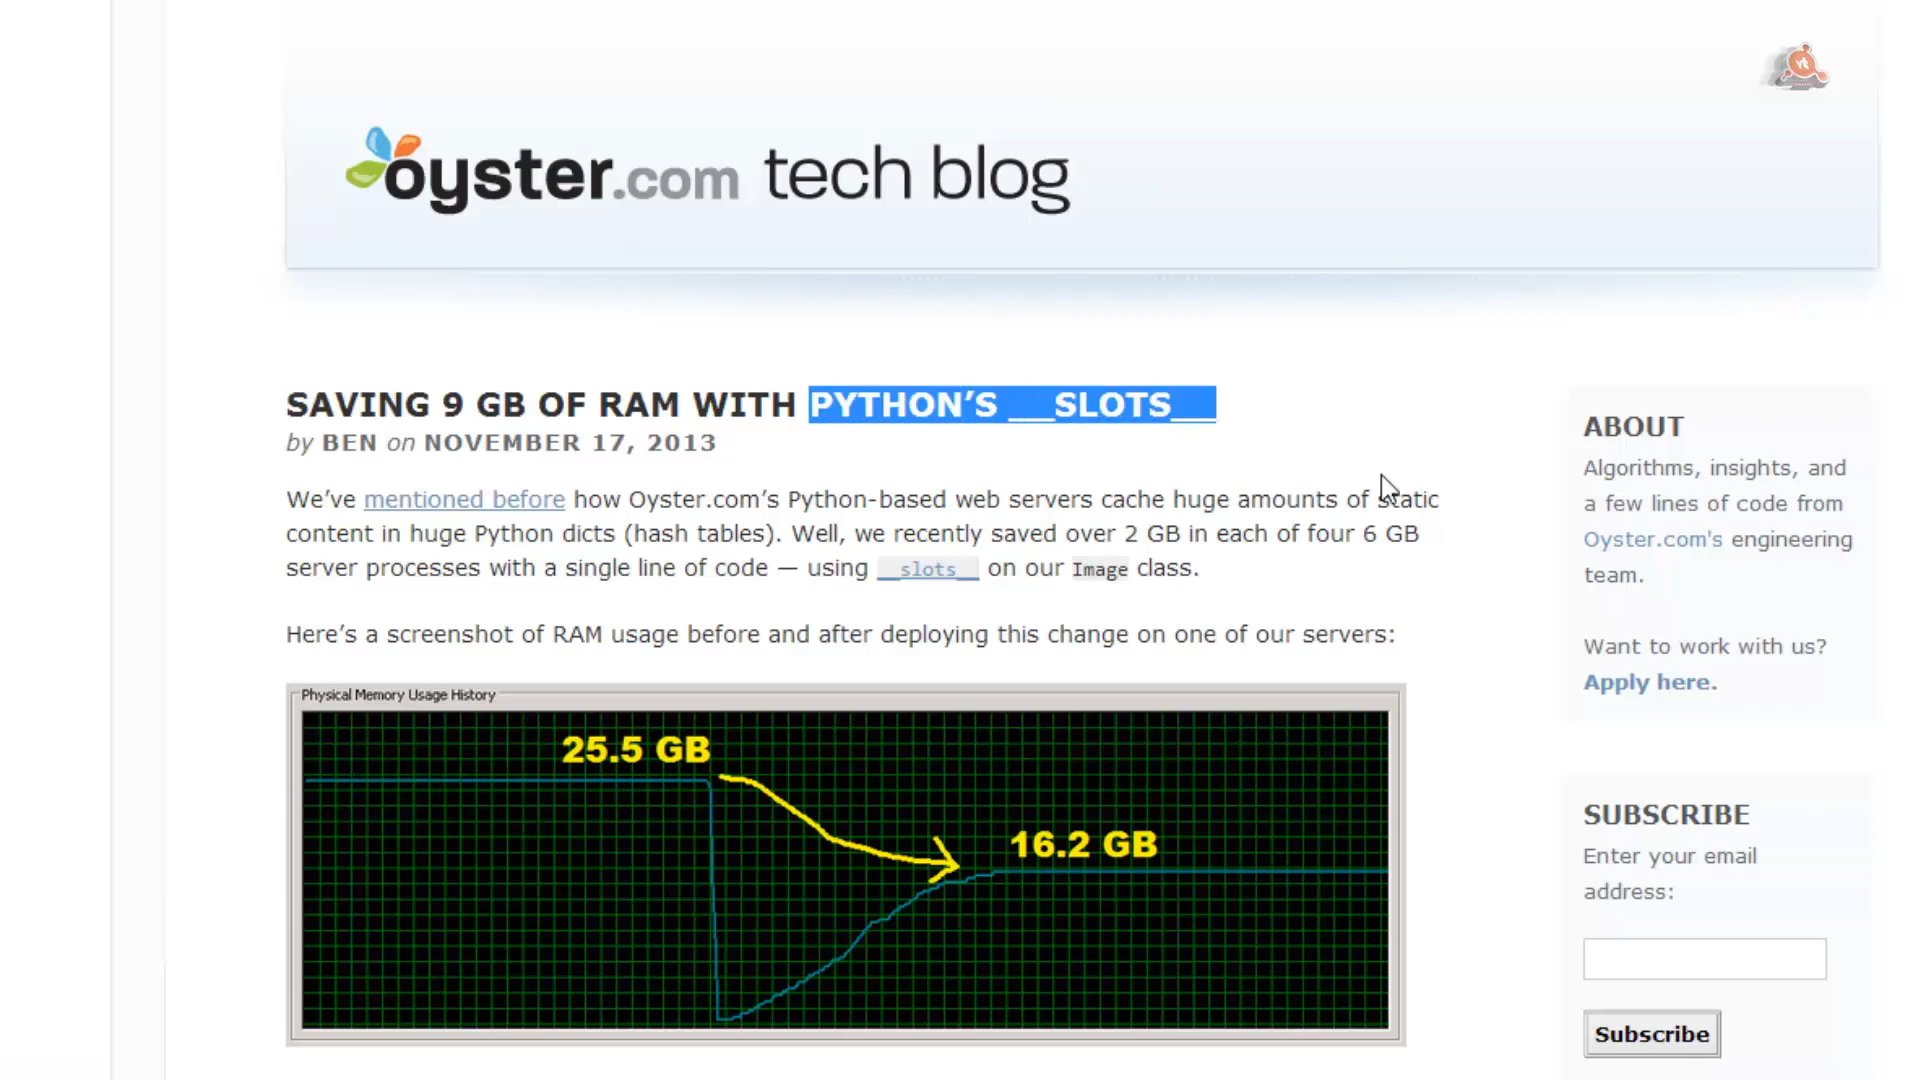 vt
oyster.com tech blog
SAVING 9 GB OF RAM WITH PYTHON’S __SLOTS__
by BEN on NOVEMBER 17, 2013
We’ve mentioned before how Oyster.com’s Python-based web servers cache huge amounts of static
content in huge Python dicts (hash tables). Well, we recently saved over 2 GB in each of four 6 GB
server processes with a single line of code — using __slots__ on our Image class.
Here’s a screenshot of RAM usage before and after deploying this change on one of our servers:
Physical Memory Usage History
25.5 GB
16.2 GB
ABOUT
Algorithms, insights, and
a few lines of code from
Oyster.com's engineering
team.
Want to work with us?
Apply here.
SUBSCRIBE
Enter your email
address:
Subscribe